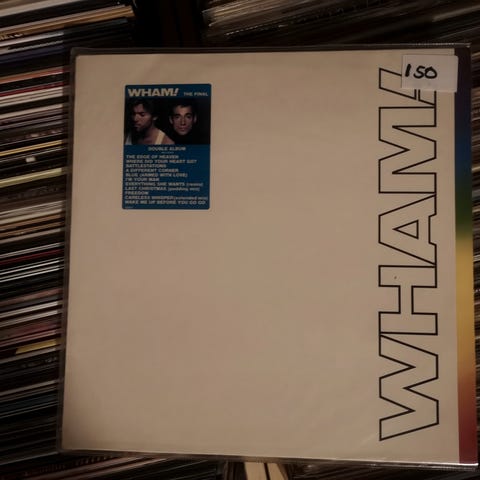 WHAM! THE FINAL
DOUBLE ALBUM
THE EDGE OF HEAVEN
WHERE DID YOUR HEART GO?
BATTLESTATIONS
A DIFFERENT CORNER
BLUE (ARMED WITH LOVE)
I'M YOUR MAN
EVERYTHING SHE WANTS (remix)
LAST CHRISTMAS (pudding mix)
FREEDOM
CARELESS WHISPER (extended mix)
WAKE ME UP BEFORE YOU GO GO
150
WHAM!